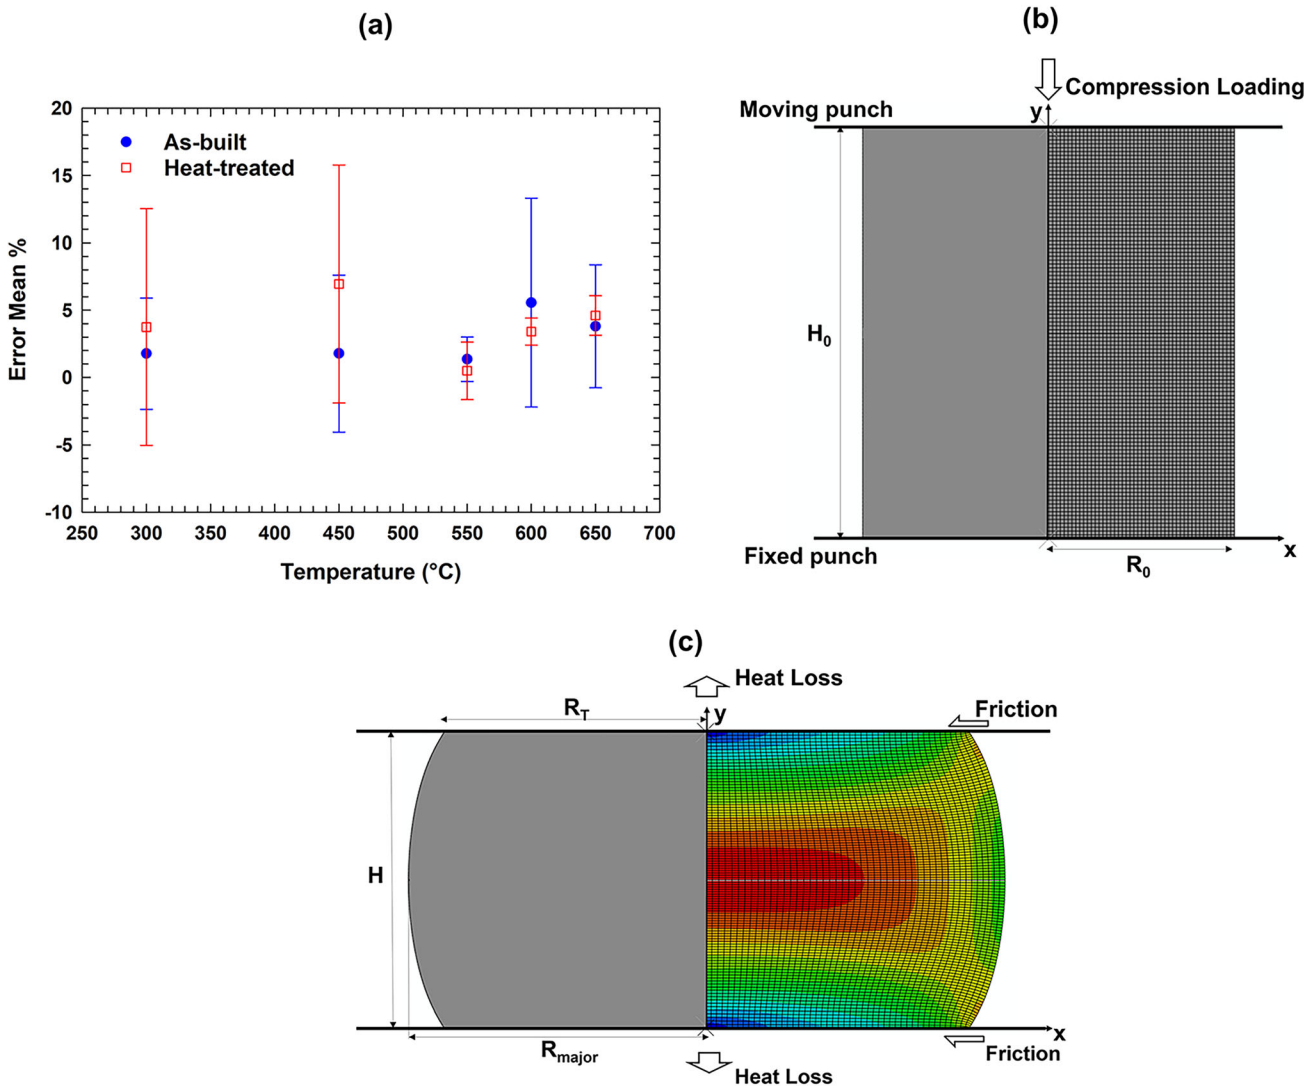 (a)
20
15
10
5
0
-5
-10
Error Mean %
As-built
Heat-treated
250 300 350 400 450 500 550 600 650 700
Temperature (°C)
(b)
Compression Loading
y
Moving punch
H0
Fixed punch
x
R0
(c)
Heat Loss
RT
y
Friction
H
x
Rmajor
Friction
Heat Loss